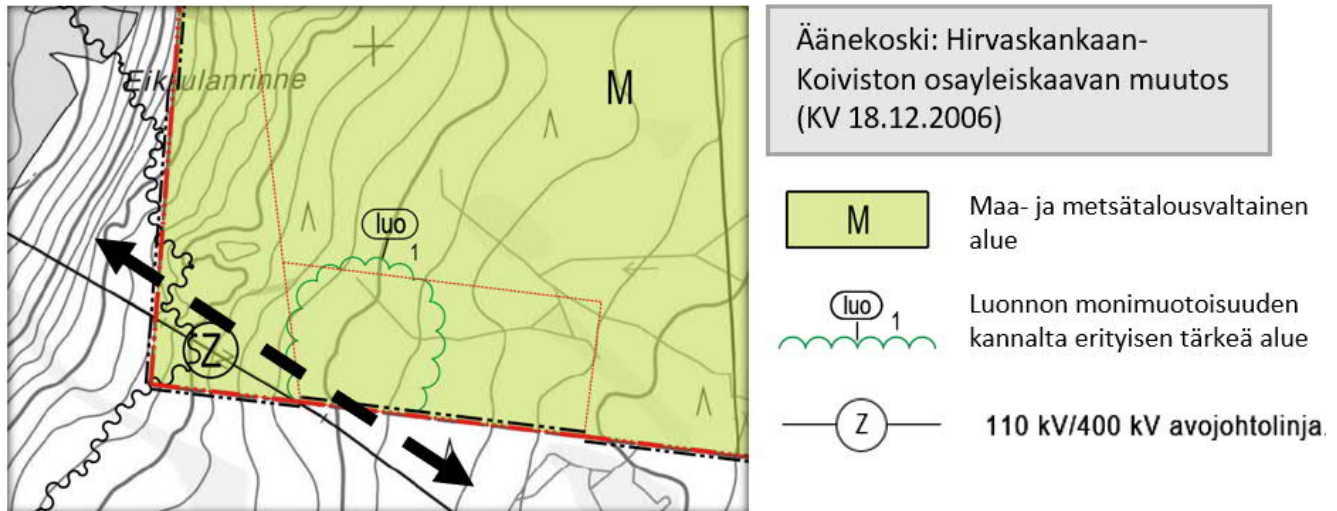 Eikkulanrinne
M
luo
1
Z
Äänekoski: Hirvaskankaan-
Koiviston osayleiskaavan muutos
(KV 18.12.2006)
M
Maa- ja metsätalousvaltainen
alue
luo
1
Luonnon monimuotoisuuden
kannalta erityisen tärkeä alue
Z
110 kV/400 kV avojohtolinja.